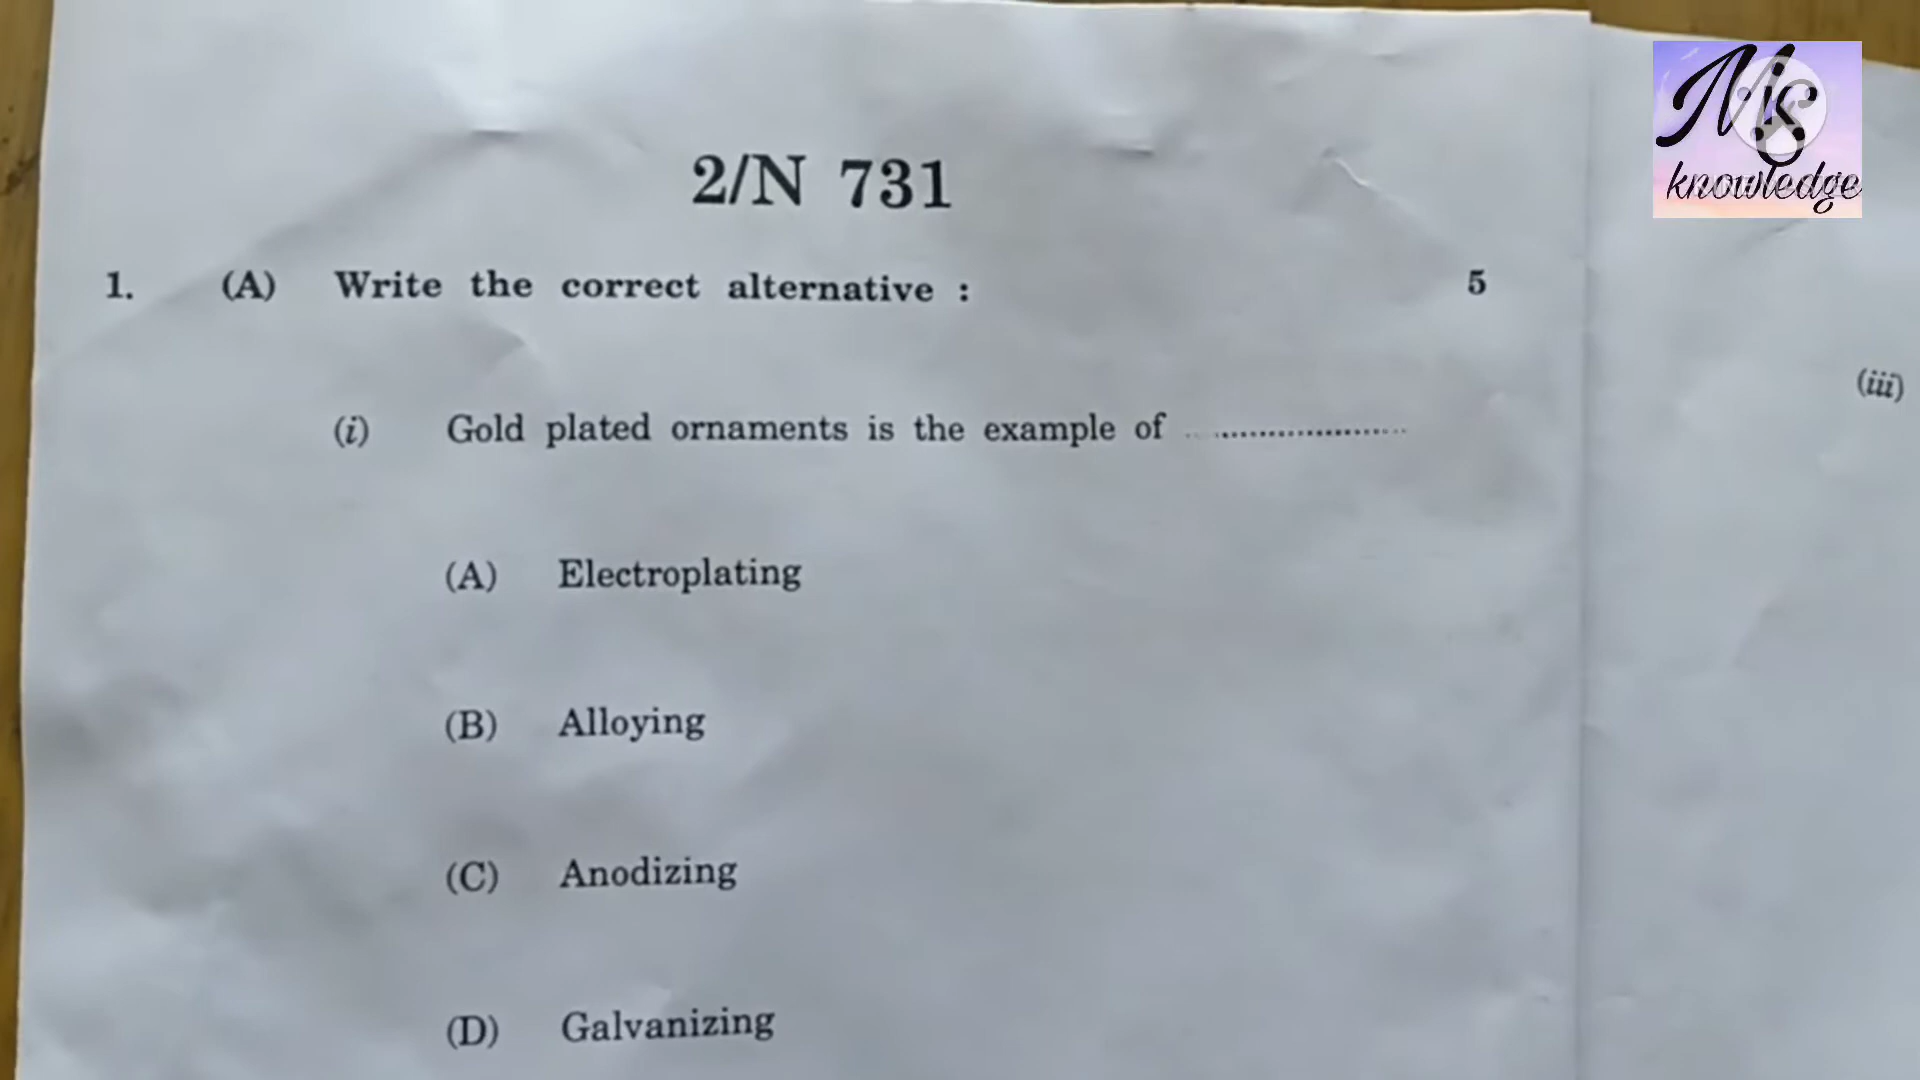 2/N 731
1. (A) Write the correct alternative : 5
(i) Gold plated ornaments is the example of ......................
(A) Electroplating
(B) Alloying
(C) Anodizing
(D) Galvanizing
(iii)
knowledge